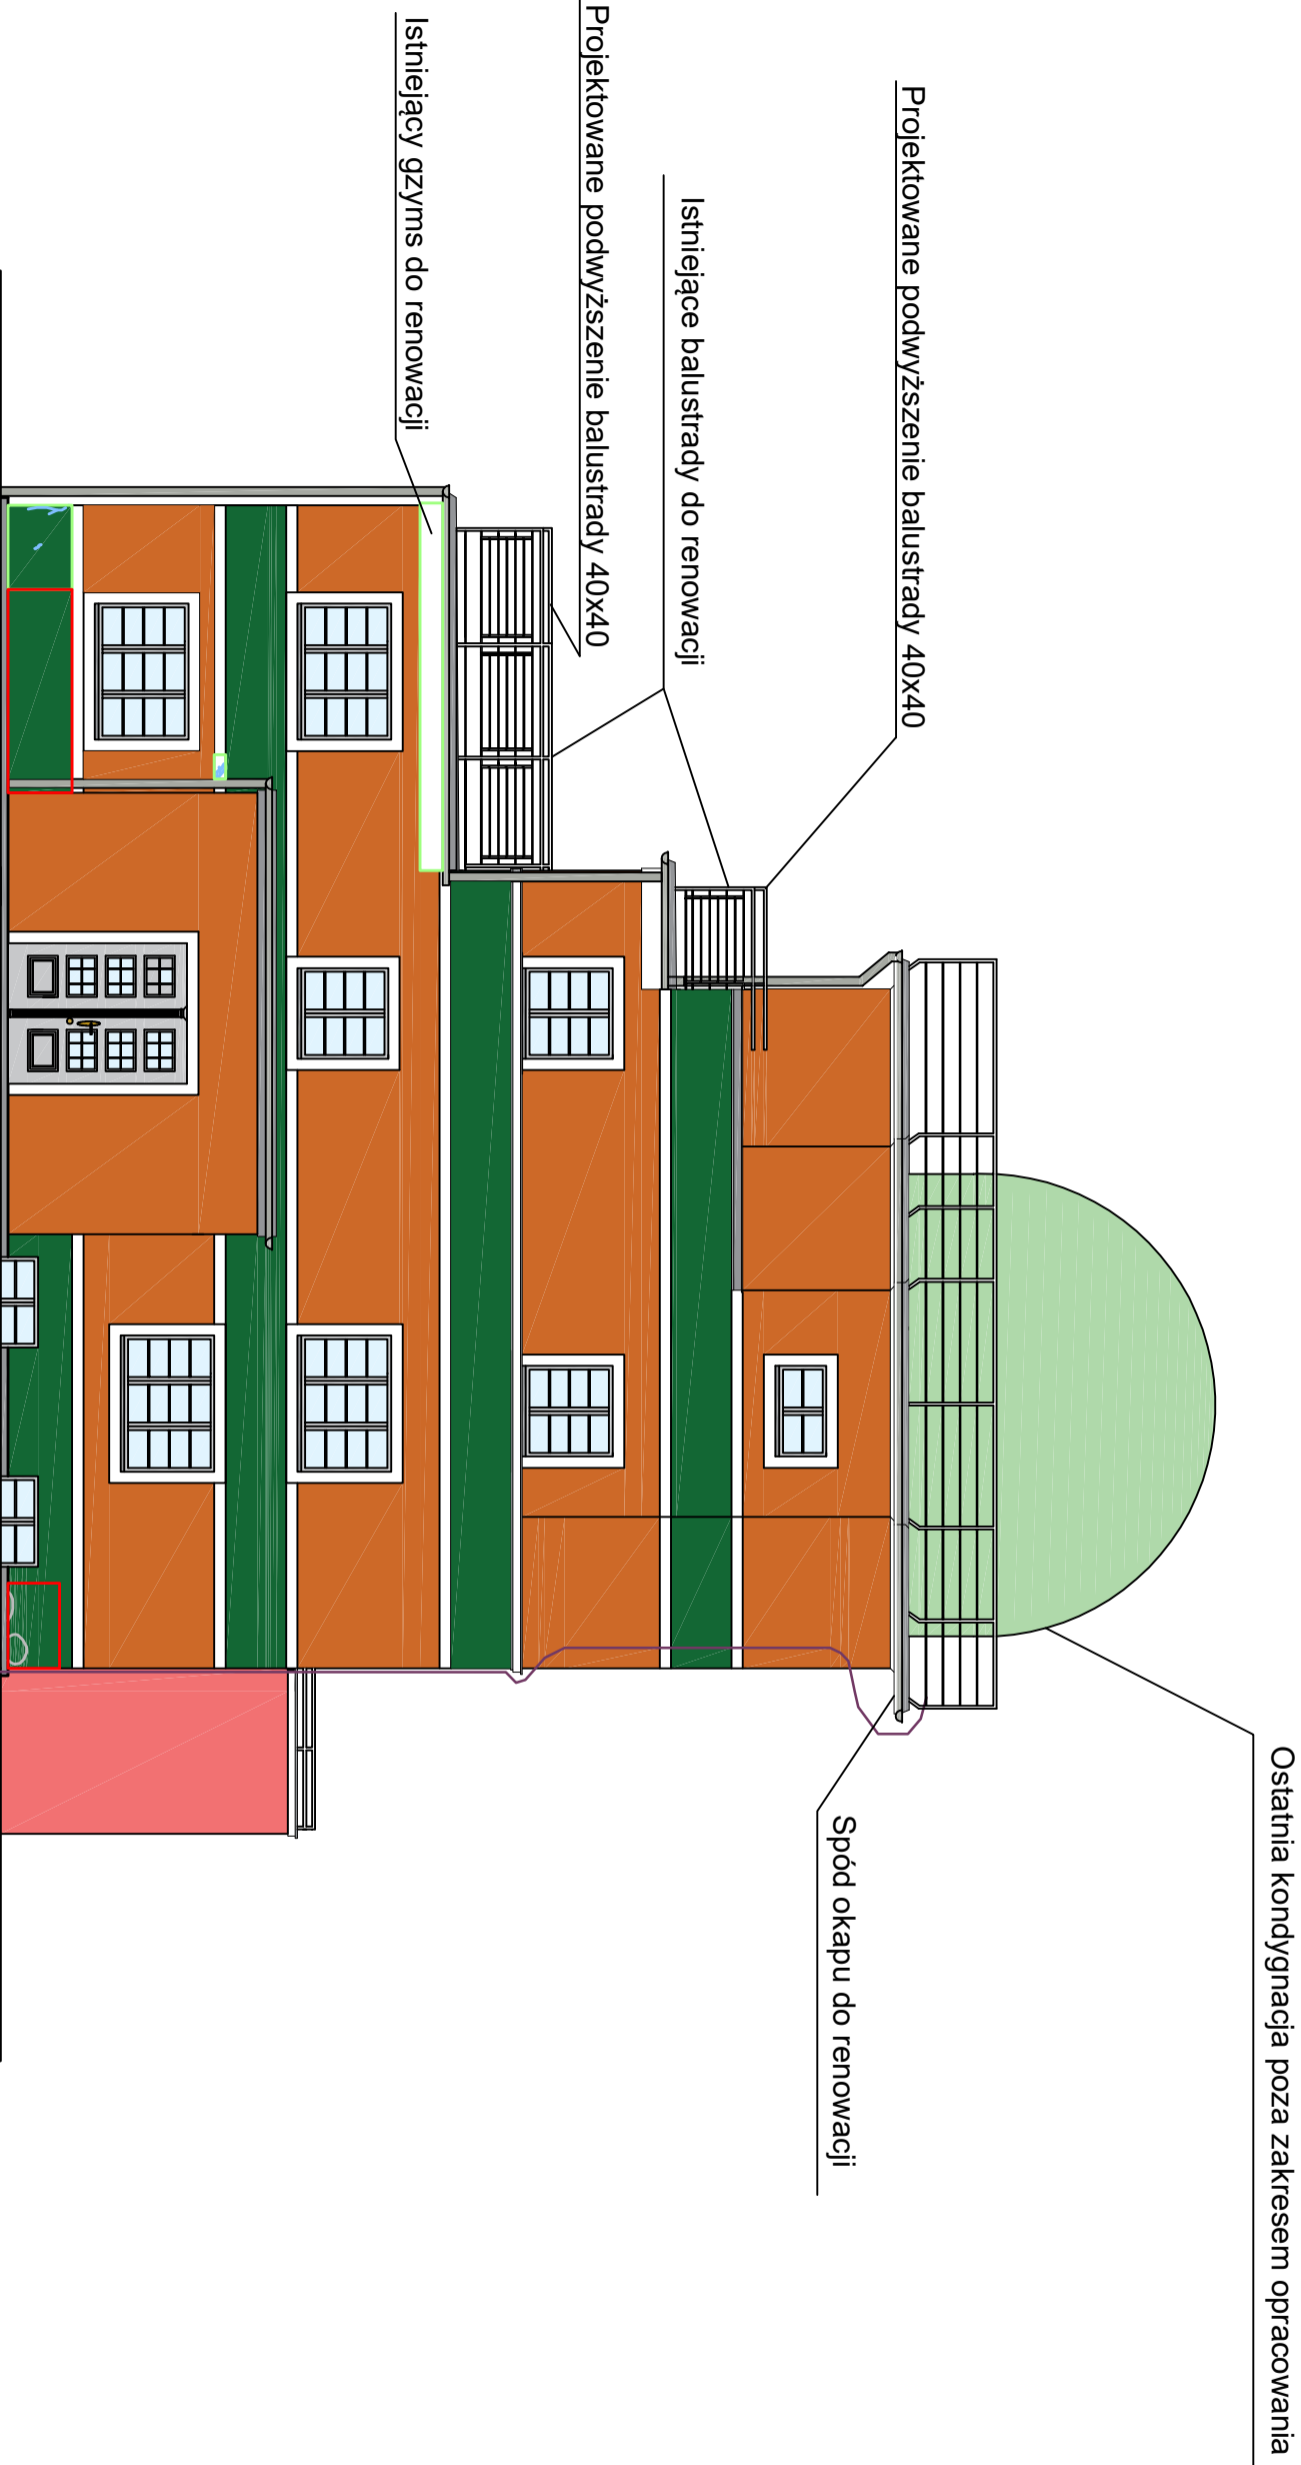 Ostatnia kondygnacja poza zakresem opracowania
Projektowane podwyższenie balustrady 40x40
Spód okapu do renowacji
Istniejące balustrady do renowacji
Projektowane podwyższenie balustrady 40x40
Istniejący gzyms do renowacji